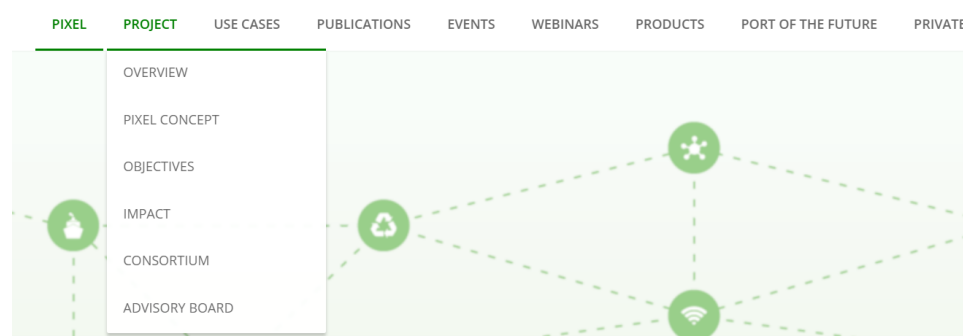 PIXEL PROJECT USE CASES PUBLICATIONS EVENTS WEBINARS PRODUCTS PORT OF THE FUTURE PRIVATE
OVERVIEW
PIXEL CONCEPT
OBJECTIVES
IMPACT
CONSORTIUM
ADVISORY BOARD